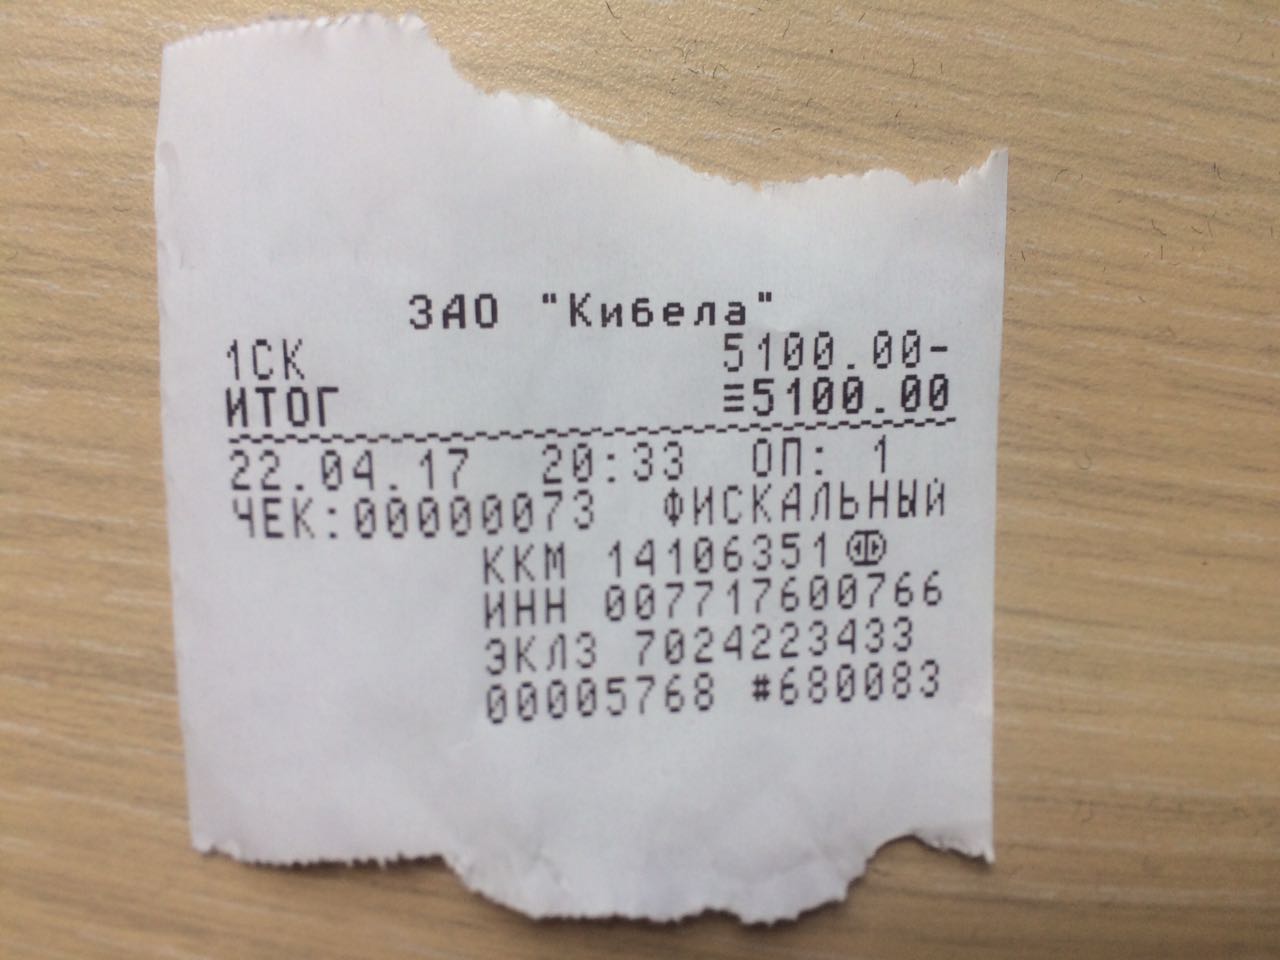 ЗАО "Кибела"
1СК 5100.00-
ИТОГ ≡5100.00
22.04.17 20:33 ОП: 1
ЧЕК:00000073 ФИСКАЛЬНЫЙ
ККМ 14106351
ИНН 007717600766
ЭКЛЗ 7024223433
00005768 #680083